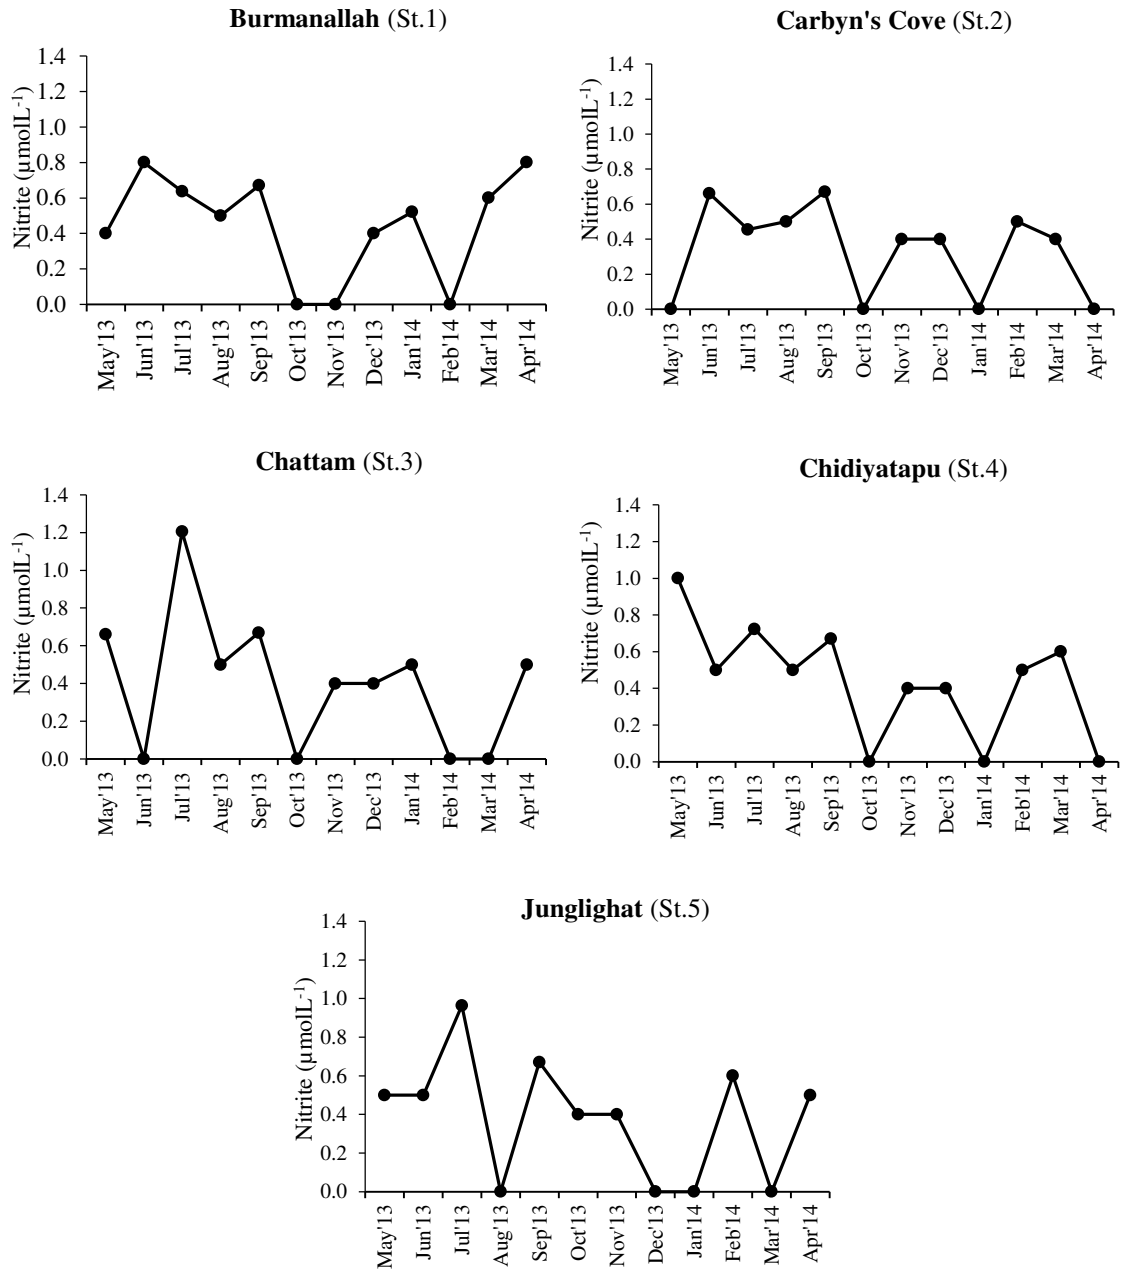 Burmanallah (St.1)
Nitrite (µmolL⁻¹)
1.4
1.2
1.0
0.8
0.6
0.4
0.2
0.0
May'13
Jun'13
Jul'13
Aug'13
Sep'13
Oct'13
Nov'13
Dec'13
Jan'14
Feb'14
Mar'14
Apr'14
Carbyn's Cove (St.2)
Nitrite (µmolL⁻¹)
1.4
1.2
1.0
0.8
0.6
0.4
0.2
0.0
May'13
Jun'13
Jul'13
Aug'13
Sep'13
Oct'13
Nov'13
Dec'13
Jan'14
Feb'14
Mar'14
Apr'14
Chattam (St.3)
Nitrite (µmolL⁻¹)
1.4
1.2
1.0
0.8
0.6
0.4
0.2
0.0
May'13
Jun'13
Jul'13
Aug'13
Sep'13
Oct'13
Nov'13
Dec'13
Jan'14
Feb'14
Mar'14
Apr'14
Chidiyatapu (St.4)
Nitrite (µmolL⁻¹)
1.4
1.2
1.0
0.8
0.6
0.4
0.2
0.0
May'13
Jun'13
Jul'13
Aug'13
Sep'13
Oct'13
Nov'13
Dec'13
Jan'14
Feb'14
Mar'14
Apr'14
Junglighat (St.5)
Nitrite (µmolL⁻¹)
1.4
1.2
1.0
0.8
0.6
0.4
0.2
0.0
May'13
Jun'13
Jul'13
Aug'13
Sep'13
Oct'13
Nov'13
Dec'13
Jan'14
Feb'14
Mar'14
Apr'14